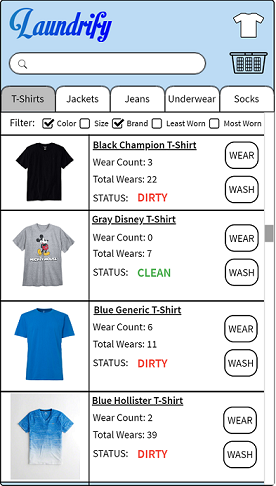 Laundrify
T-Shirts Jackets Jeans Underwear Socks
Filter: Color Size Brand Least Worn Most Worn
Black Champion T-Shirt
Wear Count: 3
Total Wears: 22
STATUS: DIRTY
WEAR
WASH
Gray Disney T-Shirt
Wear Count: 0
Total Wears: 7
STATUS: CLEAN
WEAR
WASH
MICKEY MOUSE
Blue Generic T-Shirt
Wear Count: 6
Total Wears: 11
STATUS: DIRTY
WEAR
WASH
Blue Hollister T-Shirt
Wear Count: 2
Total Wears: 39
STATUS: DIRTY
WEAR
WASH